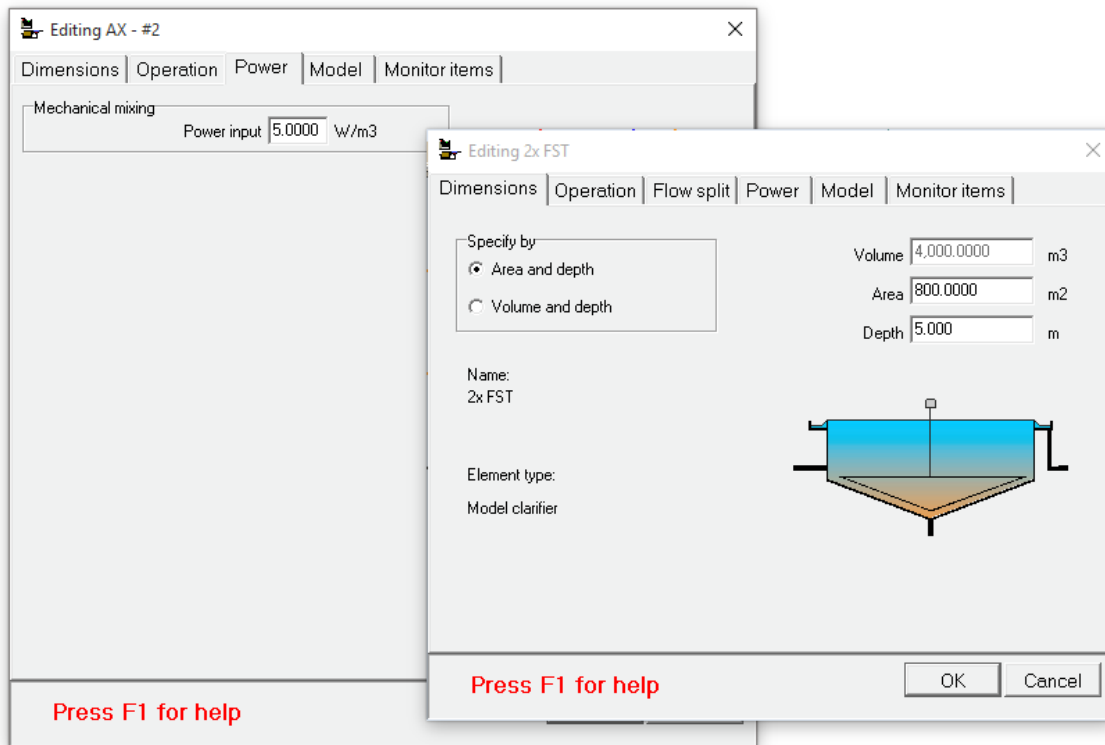 Editing AX - #2
Dimensions Operation Power Model Monitor items
Mechanical mixing
Power input 5.0000 W/m3
Press F1 for help
Editing 2x FST
Dimensions Operation Flow split Power Model Monitor items
Specify by
Area and depth
Volume and depth
Volume 4,000.0000 m3
Area 800.0000 m2
Depth 5.000 m
Name:
2x FST
Element type:
Model clarifier
Press F1 for help
OK Cancel